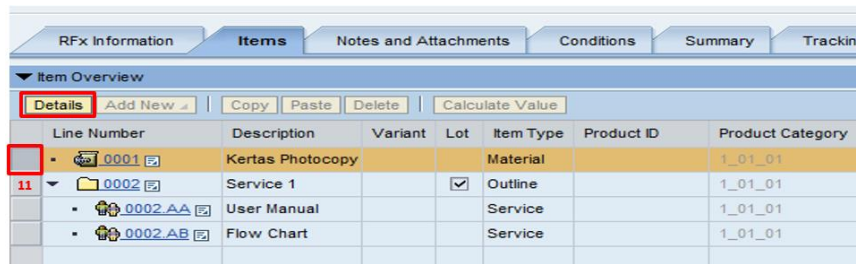 RFx Information Items Notes and Attachments Conditions Summary Trackin
Item Overview
Details Add New Copy Paste Delete Calculate Value
Line Number Description Variant Lot Item Type Product ID Product Category
0001 Kertas Photocopy Material 1_01_01
11 0002 Service 1 Outline 1_01_01
0002.AA User Manual Service 1_01_01
0002.AB Flow Chart Service 1_01_01